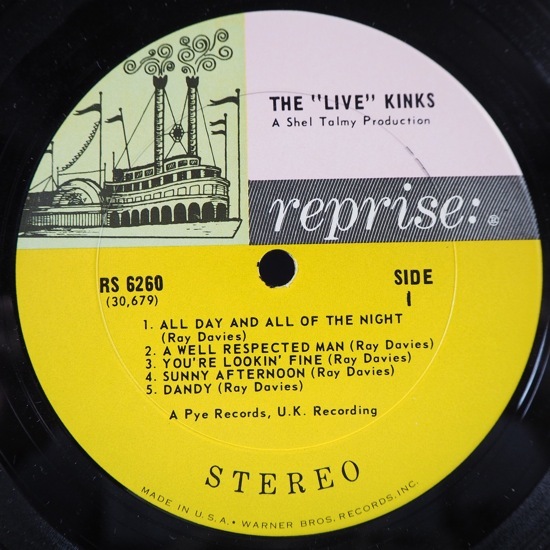 THE "LIVE" KINKS
A Shel Talmy Production
reprise:
RS 6260
(30,679)
SIDE
1
1. ALL DAY AND ALL OF THE NIGHT
(Ray Davies)
2. A WELL RESPECTED MAN (Ray Davies)
3. YOU'RE LOOKIN' FINE (Ray Davies)
4. SUNNY AFTERNOON (Ray Davies)
5. DANDY (Ray Davies)
A Pye Records, U.K. Recording
STEREO
MADE IN U.S.A. • WARNER BROS. RECORDS, INC.